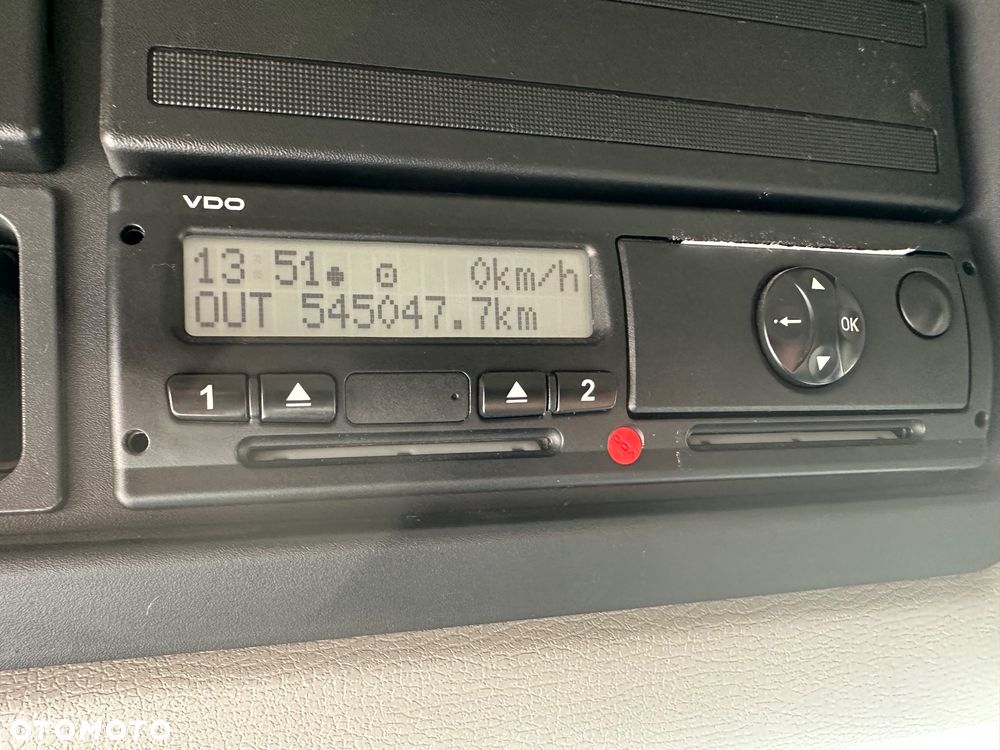 VDO
13:51 0km/h
OUT 545047.7km
1 2
OK
OTOMOTO